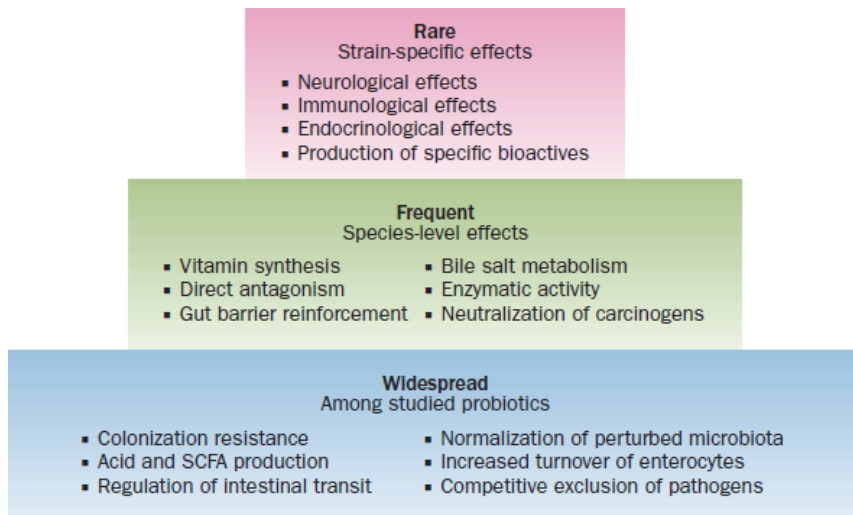 Rare
Strain-specific effects
▪ Neurological effects
▪ Immunological effects
▪ Endocrinological effects
▪ Production of specific bioactives
Frequent
Species-level effects
▪ Vitamin synthesis
▪ Direct antagonism
▪ Gut barrier reinforcement
▪ Bile salt metabolism
▪ Enzymatic activity
▪ Neutralization of carcinogens
Widespread
Among studied probiotics
▪ Colonization resistance
▪ Acid and SCFA production
▪ Regulation of intestinal transit
▪ Normalization of perturbed microbiota
▪ Increased turnover of enterocytes
▪ Competitive exclusion of pathogens